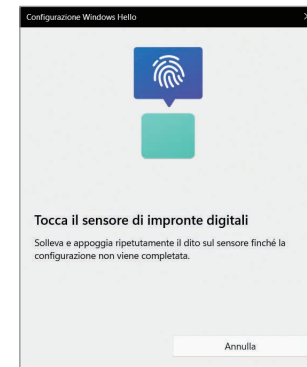 Configurazione Windows Hello
Tocca il sensore di impronte digitali
Solleva e appoggia ripetutamente il dito sul sensore finché la
configurazione non viene completata.
Annulla